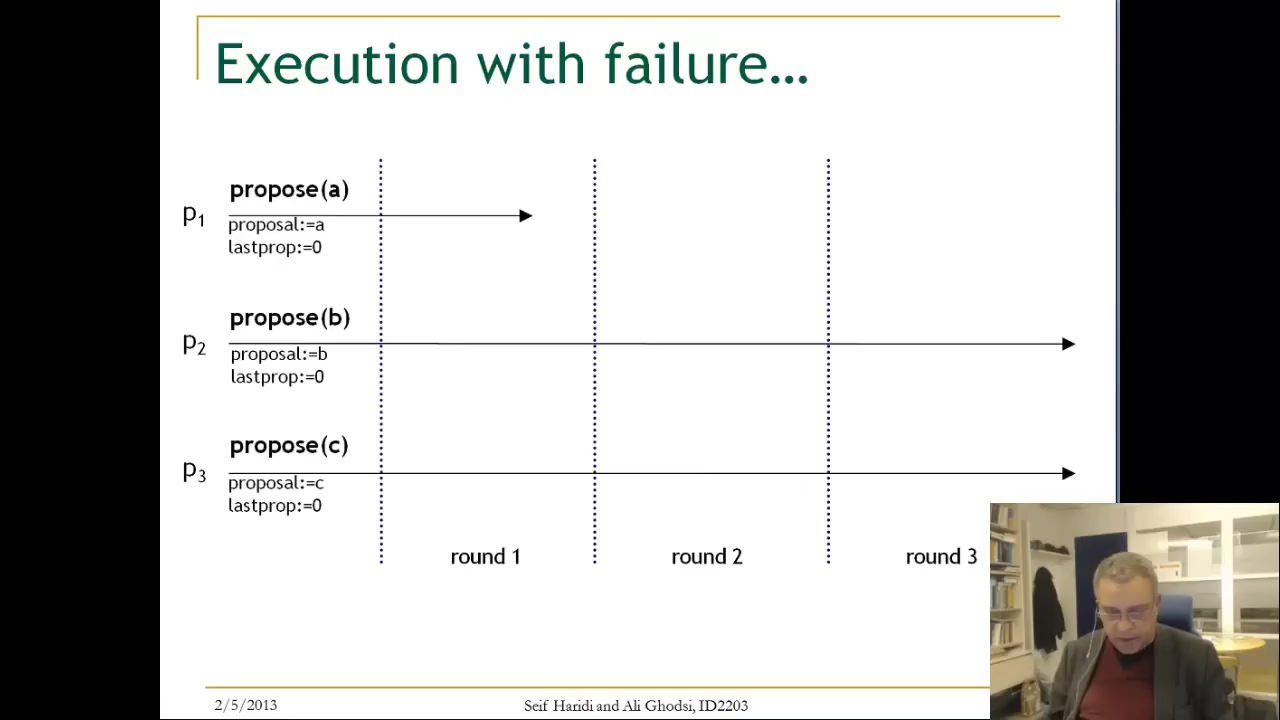 Execution with failure…
propose(a)
p1
proposal:=a
lastprop:=0
propose(b)
p2
proposal:=b
lastprop:=0
propose(c)
p3
proposal:=c
lastprop:=0
round 1
round 2
round 3
2/5/2013
Seif Haridi and Ali Ghodsi, ID2203